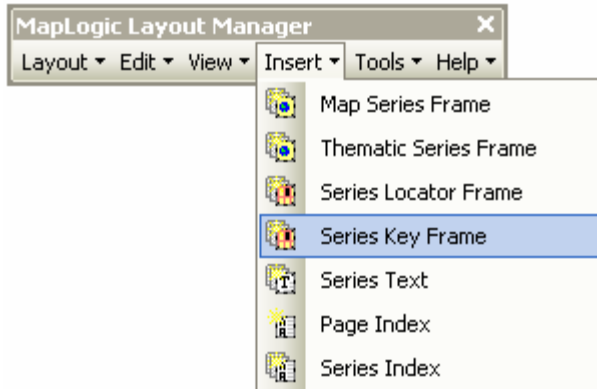 MapLogic Layout Manager
Layout Edit View Insert Tools Help
Map Series Frame
Thematic Series Frame
Series Locator Frame
Series Key Frame
Series Text
Page Index
Series Index